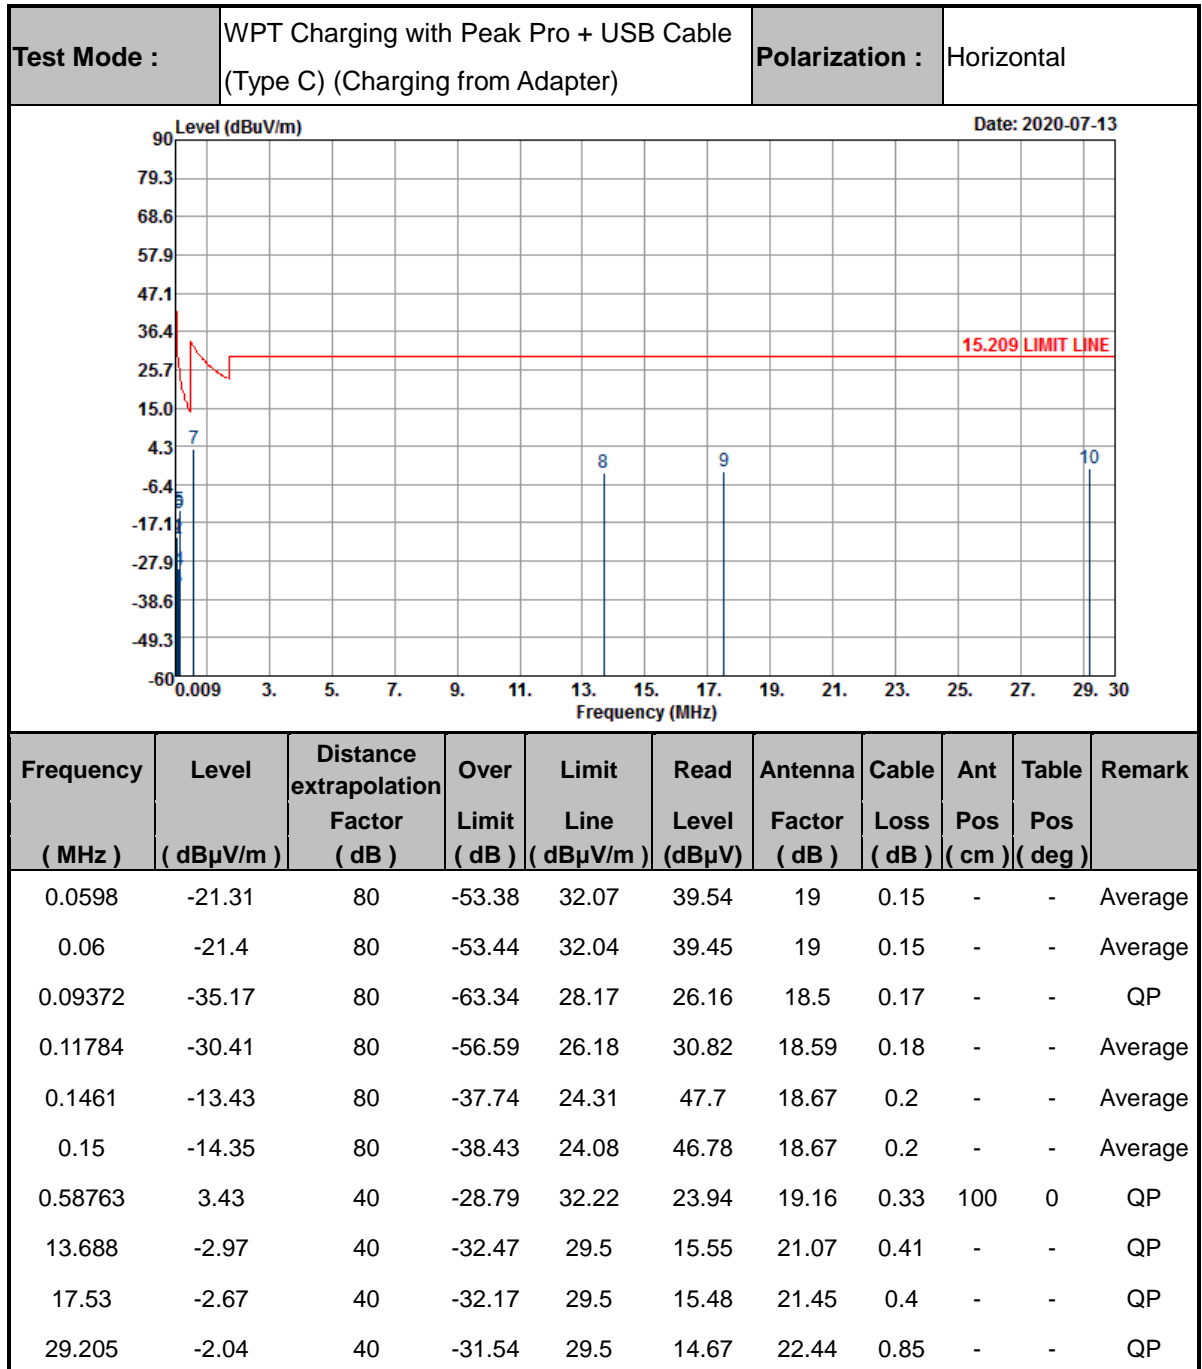 Test Mode : WPT Charging with Peak Pro + USB Cable (Type C) (Charging from Adapter) Polarization : Horizontal
Level (dBuV/m) Date: 2020-07-13
90
79.3
68.6
57.9
47.1
36.4
15.209 LIMIT LINE
25.7
15.0
7
4.3
8 9 10
-6.4
5
-17.1
-27.9
4
-38.6
-49.3
-60
0.009 3. 5. 7. 9. 11. 13. 15. 17. 19. 21. 23. 25. 27. 29. 30
Frequency (MHz)
Frequency Level Distance extrapolation Over Limit Read Antenna Cable Ant Table Remark
Factor Limit Line Level Factor Loss Pos Pos
( MHz ) ( dBµV/m ) ( dB ) ( dB ) ( dBµV/m ) (dBµV) ( dB ) ( dB ) ( cm ) ( deg )
0.0598 -21.31 80 -53.38 32.07 39.54 19 0.15 - - Average
0.06 -21.4 80 -53.44 32.04 39.45 19 0.15 - - Average
0.09372 -35.17 80 -63.34 28.17 26.16 18.5 0.17 - - QP
0.11784 -30.41 80 -56.59 26.18 30.82 18.59 0.18 - - Average
0.1461 -13.43 80 -37.74 24.31 47.7 18.67 0.2 - - Average
0.15 -14.35 80 -38.43 24.08 46.78 18.67 0.2 - - Average
0.58763 3.43 40 -28.79 32.22 23.94 19.16 0.33 100 0 QP
13.688 -2.97 40 -32.47 29.5 15.55 21.07 0.41 - - QP
17.53 -2.67 40 -32.17 29.5 15.48 21.45 0.4 - - QP
29.205 -2.04 40 -31.54 29.5 14.67 22.44 0.85 - - QP